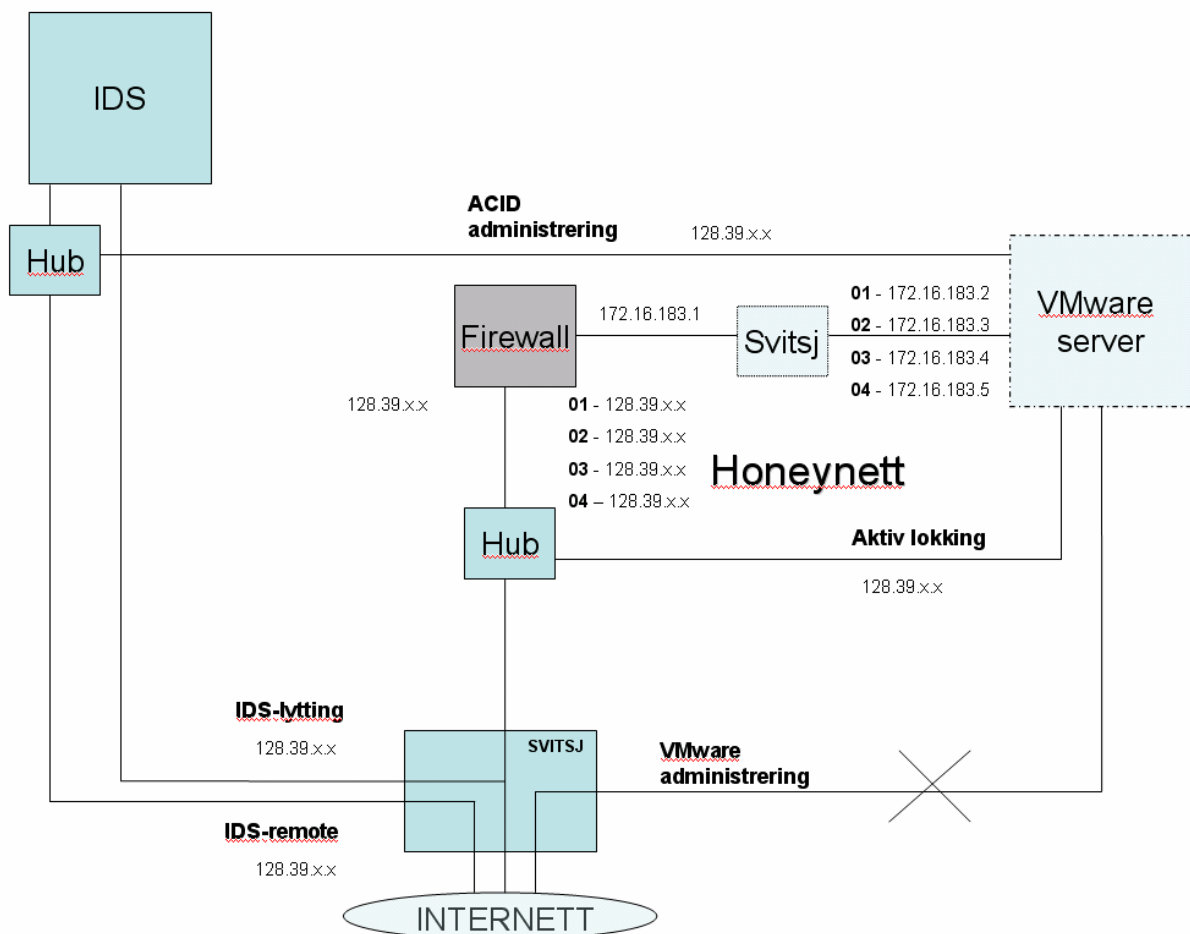 IDS
ACID
administrering
128.39.x.x
Hub
Firewall
172.16.183.1
Svitsj
01 - 172.16.183.2
02 - 172.16.183.3
03 - 172.16.183.4
04 - 172.16.183.5
VMware
server
128.39.x.x
01 - 128.39.x.x
02 - 128.39.x.x
03 - 128.39.x.x
04 – 128.39.x.x
Honeynett
Hub
Aktiv lokking
128.39.x.x
IDS-lytting
128.39.x.x
SVITSJ
VMware
administrering
IDS-remote
128.39.x.x
INTERNETT